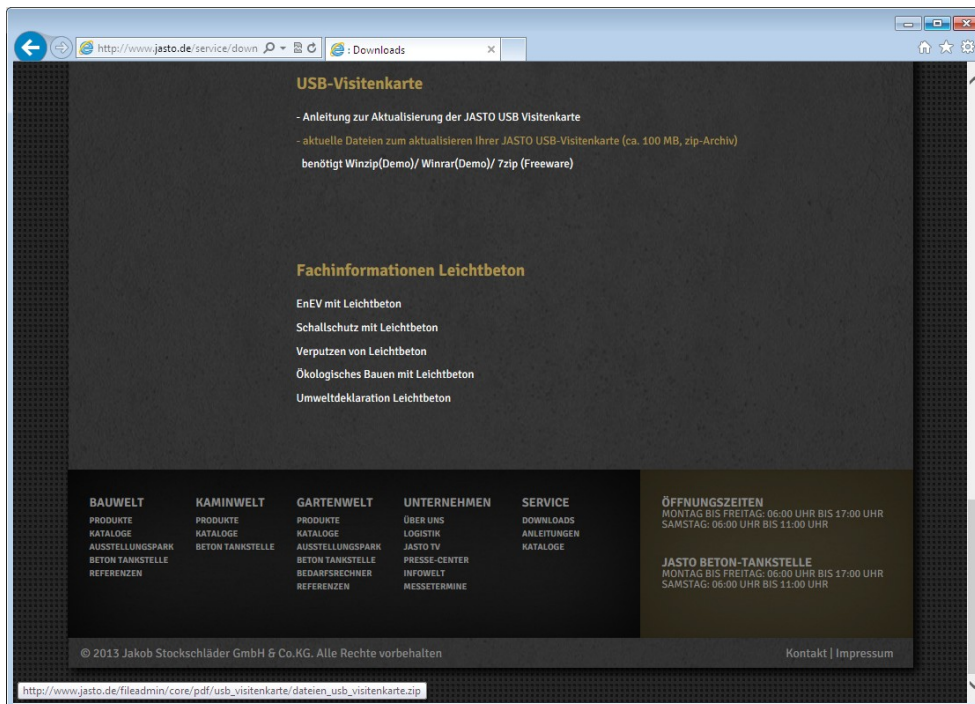 http://www.jasto.de/service/down
: Downloads
USB-Visitenkarte
- Anleitung zur Aktualisierung der JASTO USB Visitenkarte
- aktuelle Dateien zum aktualisieren Ihrer JASTO USB-Visitenkarte (ca. 100 MB, zip-Archiv)
benötigt Winzip(Demo)/ Winrar(Demo)/ 7zip (Freeware)
Fachinformationen Leichtbeton
EnEV mit Leichtbeton
Schallschutz mit Leichtbeton
Verputzen von Leichtbeton
Ökologisches Bauen mit Leichtbeton
Umweltdeklaration Leichtbeton
BAUWELT
PRODUKTE
KATALOGE
AUSSTELLUNGSPARK
BETON TANKSTELLE
REFERENZEN
KAMINWELT
PRODUKTE
KATALOGE
BETON TANKSTELLE
GARTENWELT
PRODUKTE
KATALOGE
AUSSTELLUNGSPARK
BETON TANKSTELLE
BEDARFSRECHNER
REFERENZEN
UNTERNEHMEN
ÜBER UNS
LOGISTIK
JASTO TV
PRESSE-CENTER
INFOWELT
MESSETERMINE
SERVICE
DOWNLOADS
ANLEITUNGEN
KATALOGE
ÖFFNUNGSZEITEN
MONTAG BIS FREITAG: 06:00 UHR BIS 17:00 UHR
SAMSTAG: 06:00 UHR BIS 11:00 UHR
JASTO BETON-TANKSTELLE
MONTAG BIS FREITAG: 06:00 UHR BIS 17:00 UHR
SAMSTAG: 06:00 UHR BIS 11:00 UHR
© 2013 Jakob Stockschläder GmbH & Co.KG. Alle Rechte vorbehalten
Kontakt | Impressum
http://www.jasto.de/fileadmin/core/pdf/usb_visitenkarte/dateien_usb_visitenkarte.zip